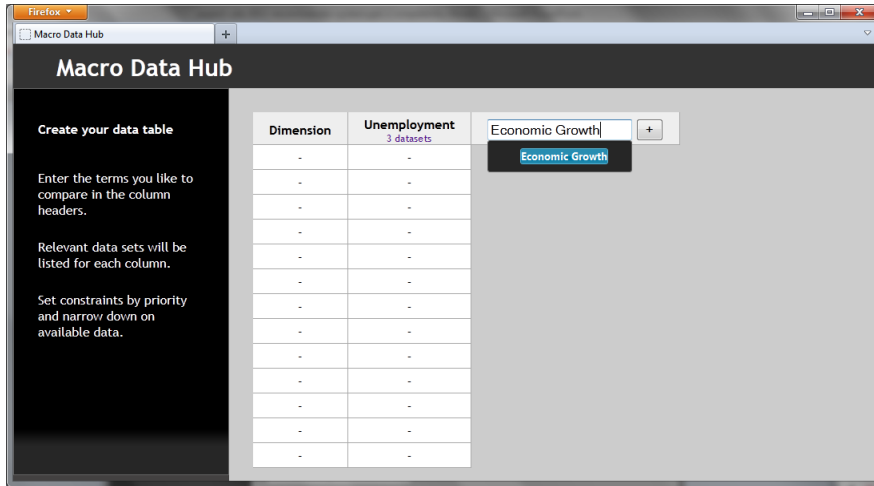 Firefox
Macro Data Hub
+
Macro Data Hub
Create your data table
Enter the terms you like to
compare in the column
headers.
Relevant data sets will be
listed for each column.
Set constraints by priority
and narrow down on
available data.
Dimension
Unemployment
3 datasets
Economic Growth
+
Economic Growth
- -
- -
- -
- -
- -
- -
- -
- -
- -
- -
- -
- -
- -